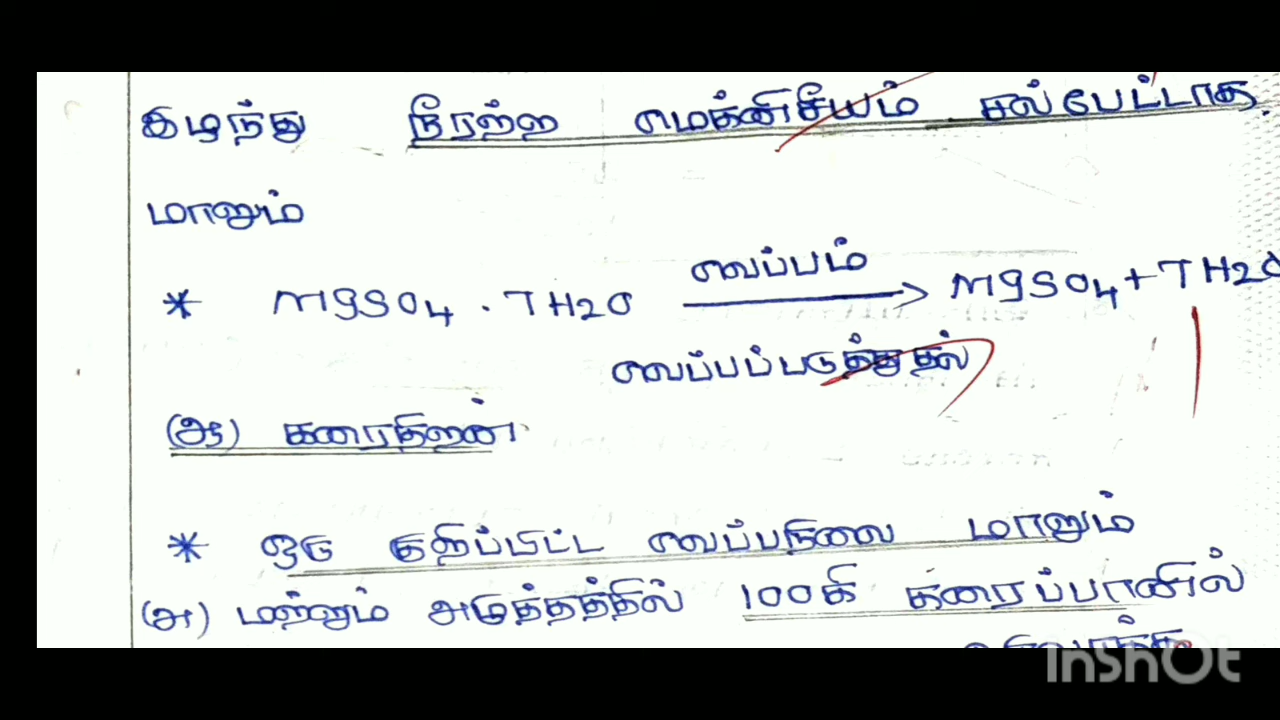 இழந்து நீரற்ற மெக்னிசீயம் சல்பேட்டாக
மாறும்
* MgSO4 . 7H2O வெப்பம் → MgSO4 + 7H2O
வெப்பப்படுத்துதல்
(ஆ) கரைதிறன்
* ஒரு குறிப்பிட்ட வெப்பநிலை மாறும்
(அ) மற்றும் அழுத்தத்தில் 100கி கரைப்பானில்
InShOt